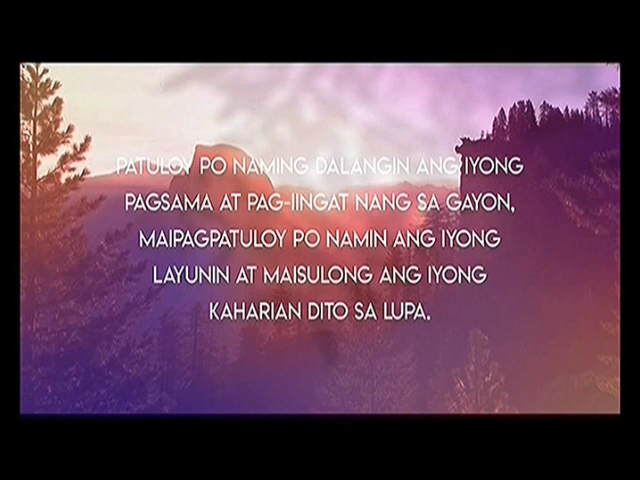 PATULOY PO NAMING DALANGIN ANG IYONG
PAGSAMA AT PAG-IINGAT NANG SA GAYON,
MAIPAGPATULOY PO NAMIN ANG IYONG
LAYUNIN AT MAISULONG ANG IYONG
KAHARIAN DITO SA LUPA.